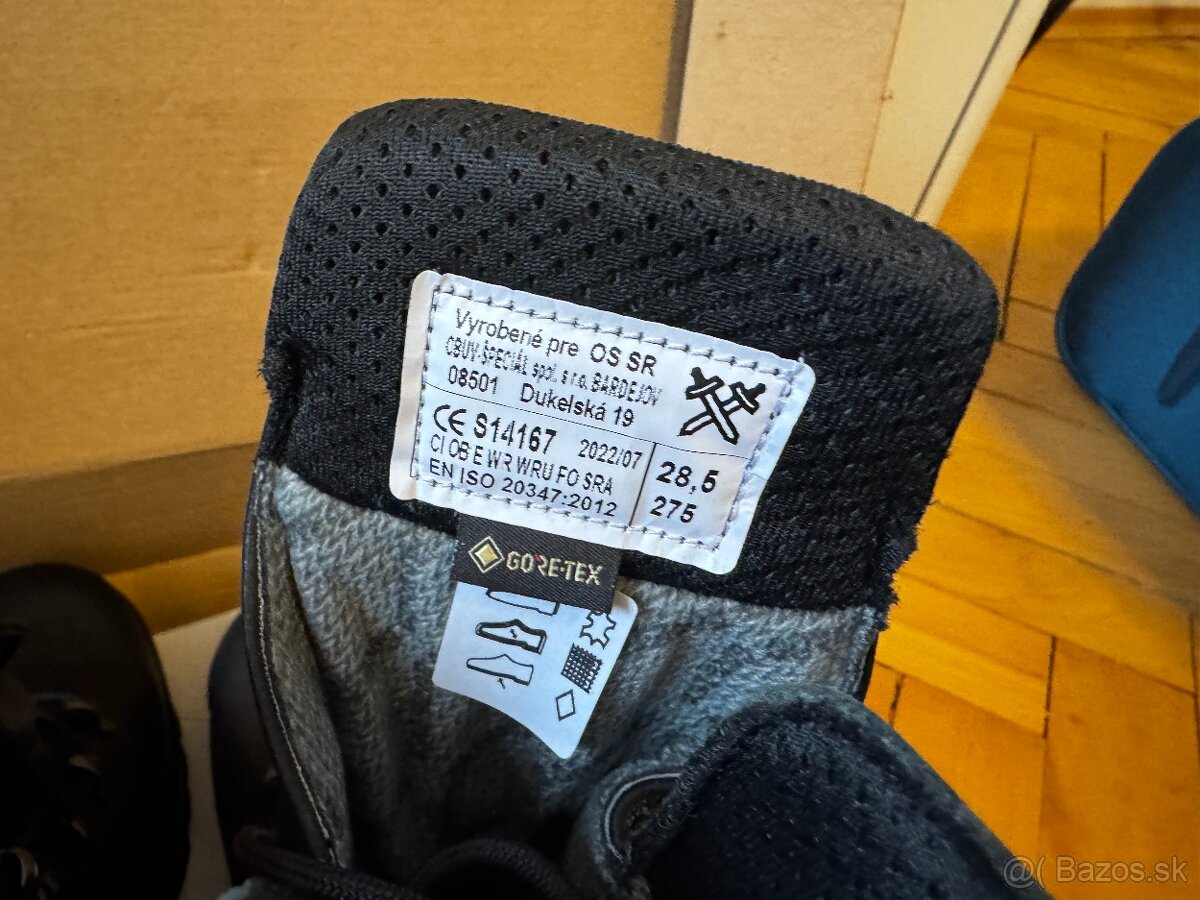 Vyrobené pre OS SR
OBUV-ŠPECIÁL spol. s r.o. BARDEJOV
08501 Dukelská 19
CE S14167 2022/07
CI OB E WR WRU FO SRA
EN ISO 20347:2012
28,5
275
GORE-TEX
@( Bazos.sk